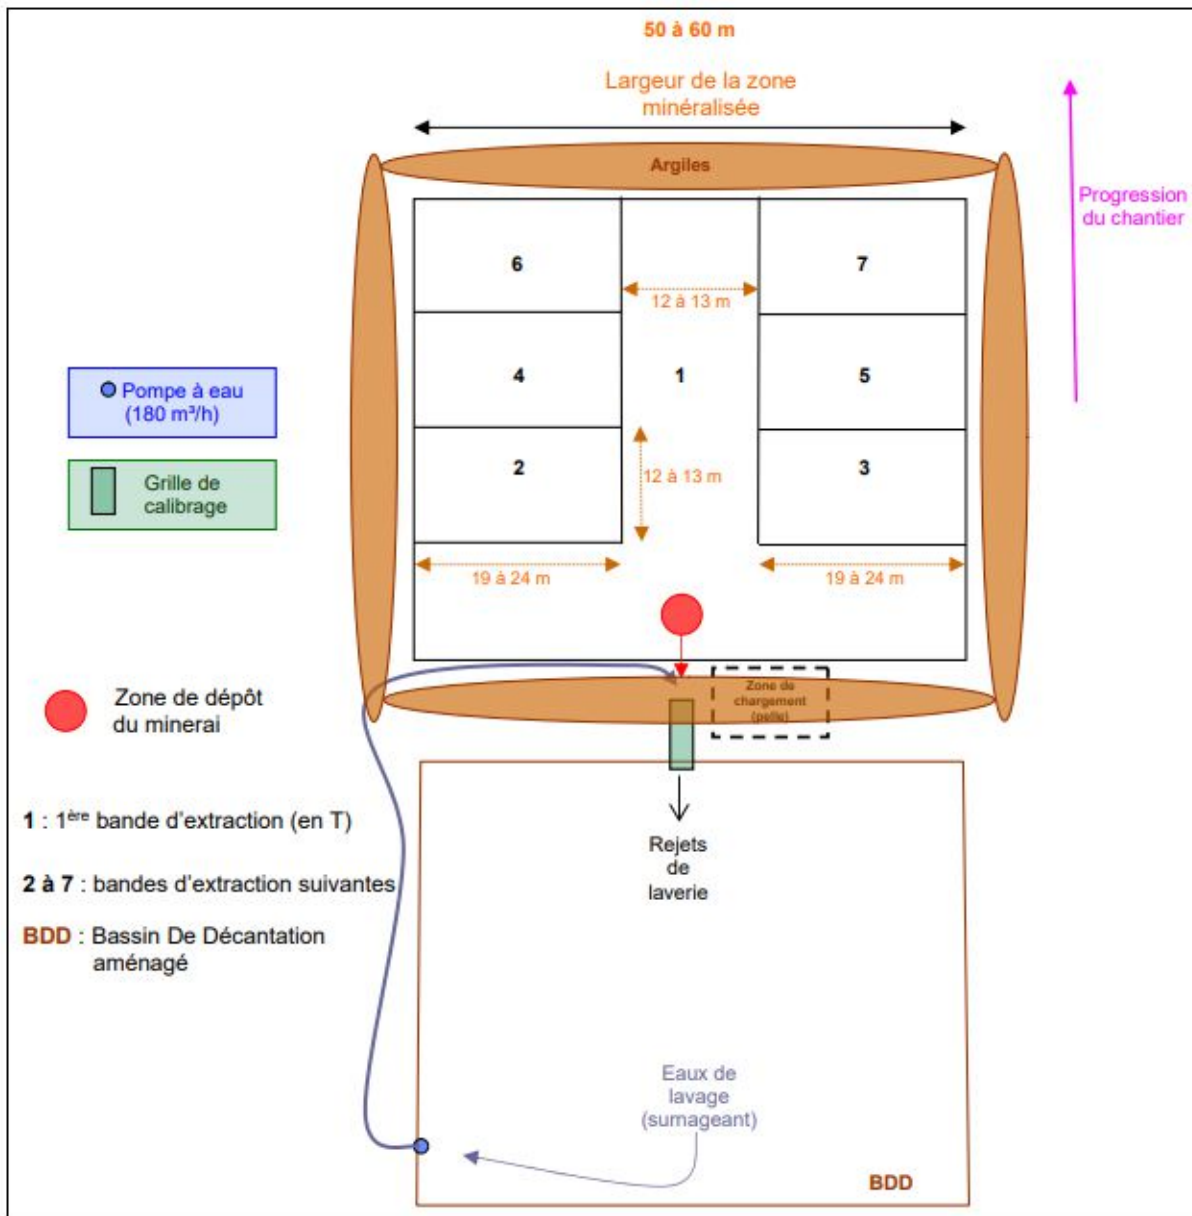 50 à 60 m
Largeur de la zone
minéralisée
Argiles
Progression
du chantier
6
7
12 à 13 m
4
1
5
Pompe à eau
(180 m³/h)
2
12 à 13 m
3
Grille de
calibrage
19 à 24 m
19 à 24 m
Zone de
chargement
(pelle)
Zone de dépôt
du minerai
1 : 1ère bande d'extraction (en T)
Rejets
de
laverie
2 à 7 : bandes d'extraction suivantes
BDD : Bassin De Décantation
aménagé
Eaux de
lavage
(surnageant)
BDD